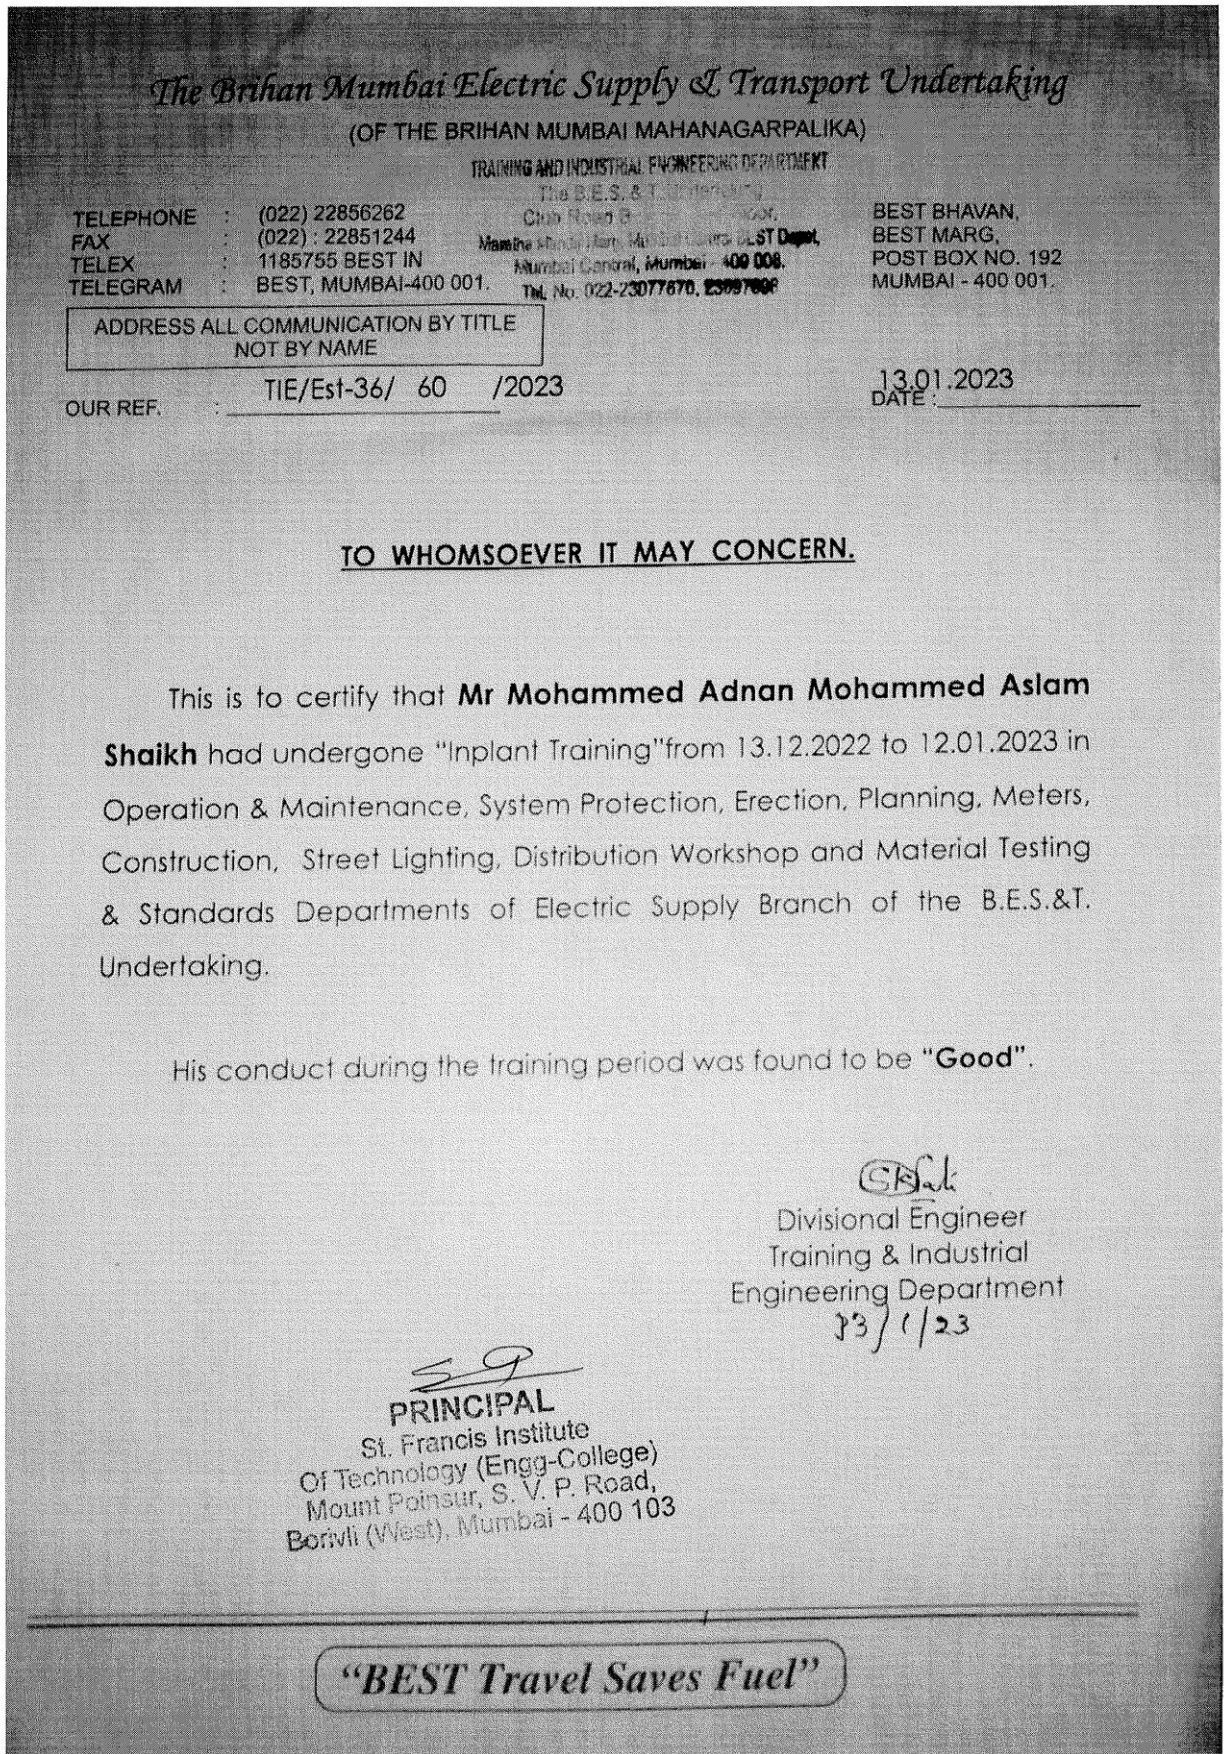 The Brihan Mumbai Electric Supply & Transport Undertaking
(OF THE BRIHAN MUMBAI MAHANAGARPALIKA)
TRAINING AND INDUSTRIAL ENGINEERING DEPARTMENT
The B.E.S. & T. Undertaking
TELEPHONE : (022) 22856262
FAX : (022) : 22851244
TELEX : 1185755 BEST IN
TELEGRAM : BEST, MUMBAI-400 001.
Mumbai Central, Mumbai - 400 008.
Tel. No. 022-23077670,
BEST BHAVAN,
BEST MARG,
POST BOX NO. 192
MUMBAI - 400 001.
ADDRESS ALL COMMUNICATION BY TITLE
NOT BY NAME
OUR REF. : TIE/Est-36/ 60 /2023
DATE : 13.01.2023
TO WHOMSOEVER IT MAY CONCERN.
This is to certify that Mr Mohammed Adnan Mohammed Aslam
Shaikh had undergone "Inplant Training"from 13.12.2022 to 12.01.2023 in
Operation & Maintenance, System Protection, Erection, Planning, Meters,
Construction, Street Lighting, Distribution Workshop and Material Testing
& Standards Departments of Electric Supply Branch of the B.E.S.&T.
Undertaking.
His conduct during the training period was found to be "Good".
Divisional Engineer
Training & Industrial
Engineering Department
13/1/23
PRINCIPAL
St. Francis Institute
Of Technology (Engg-College)
Mount Poinsur, S. V. P. Road,
Borivli (West), Mumbai - 400 103
"BEST Travel Saves Fuel"